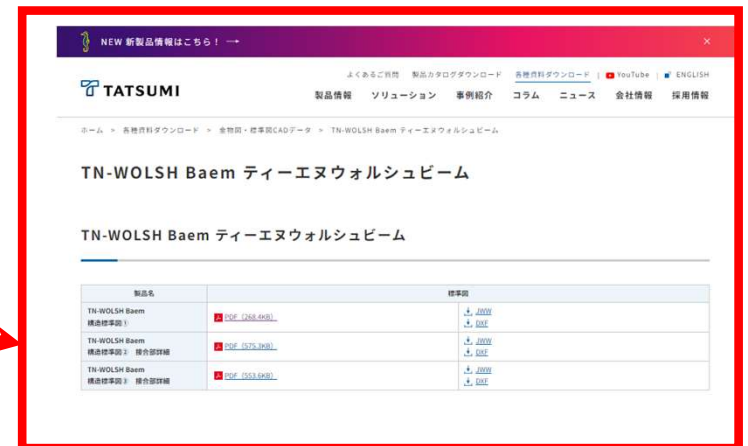 NEW 新製品情報はこちら！ → ×
よくあるご質問 製品カタログダウンロード 各種資料ダウンロード | YouTube | ENGLISH
TATSUMI
製品情報 ソリューション 事例紹介 コラム ニュース 会社情報 採用情報
ホーム > 各種資料ダウンロード > 金物図・標準図CADデータ > TN-WOLSH Baem ティーエヌウォルシュビーム
TN-WOLSH Baem ティーエヌウォルシュビーム
TN-WOLSH Baem ティーエヌウォルシュビーム
製品名 標準図
TN-WOLSH Baem
構造標準図① PDF (268.4KB) JWW
DXF
TN-WOLSH Baem
構造標準図② 接合部詳細 PDF (575.3KB) JWW
DXF
TN-WOLSH Baem
構造標準図③ 接合部詳細 PDF (553.6KB) JWW
DXF